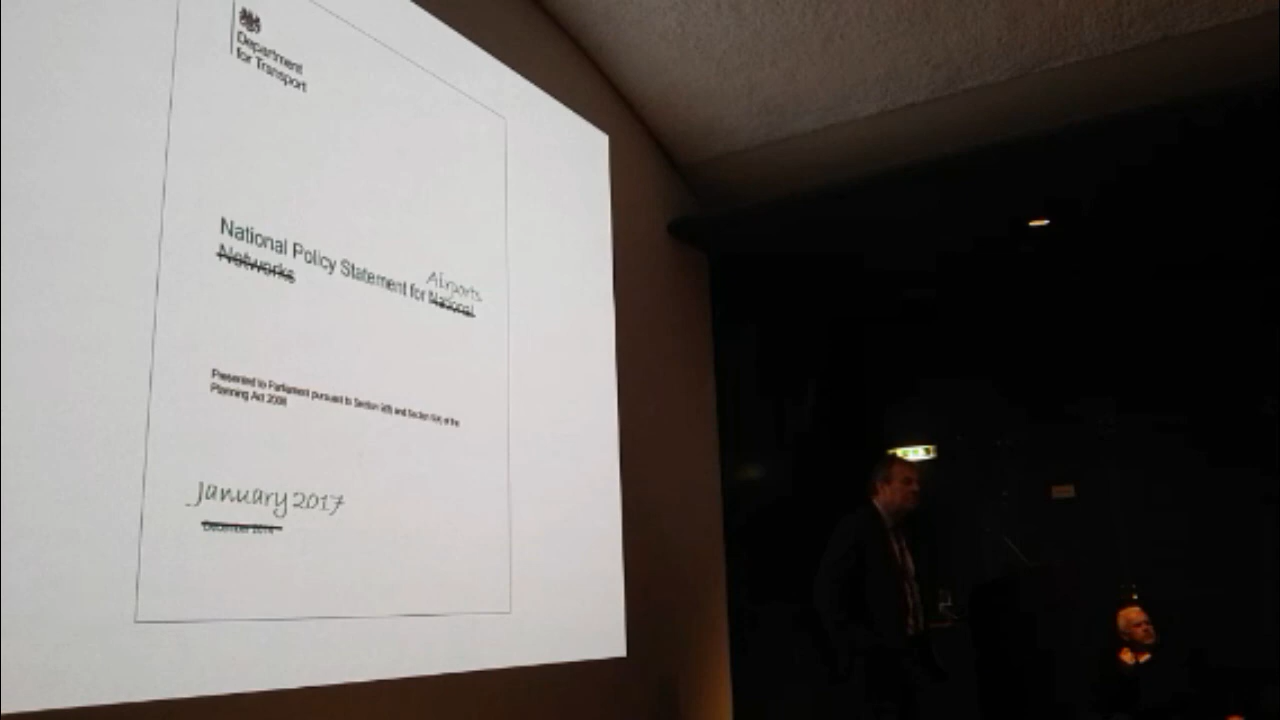 Department
for Transport
Airports
National Policy Statement for National
Networks
Presented to Parliament pursuant to Section 9(8) and Section 5(4) of the
Planning Act 2008
January 2017
December 2014